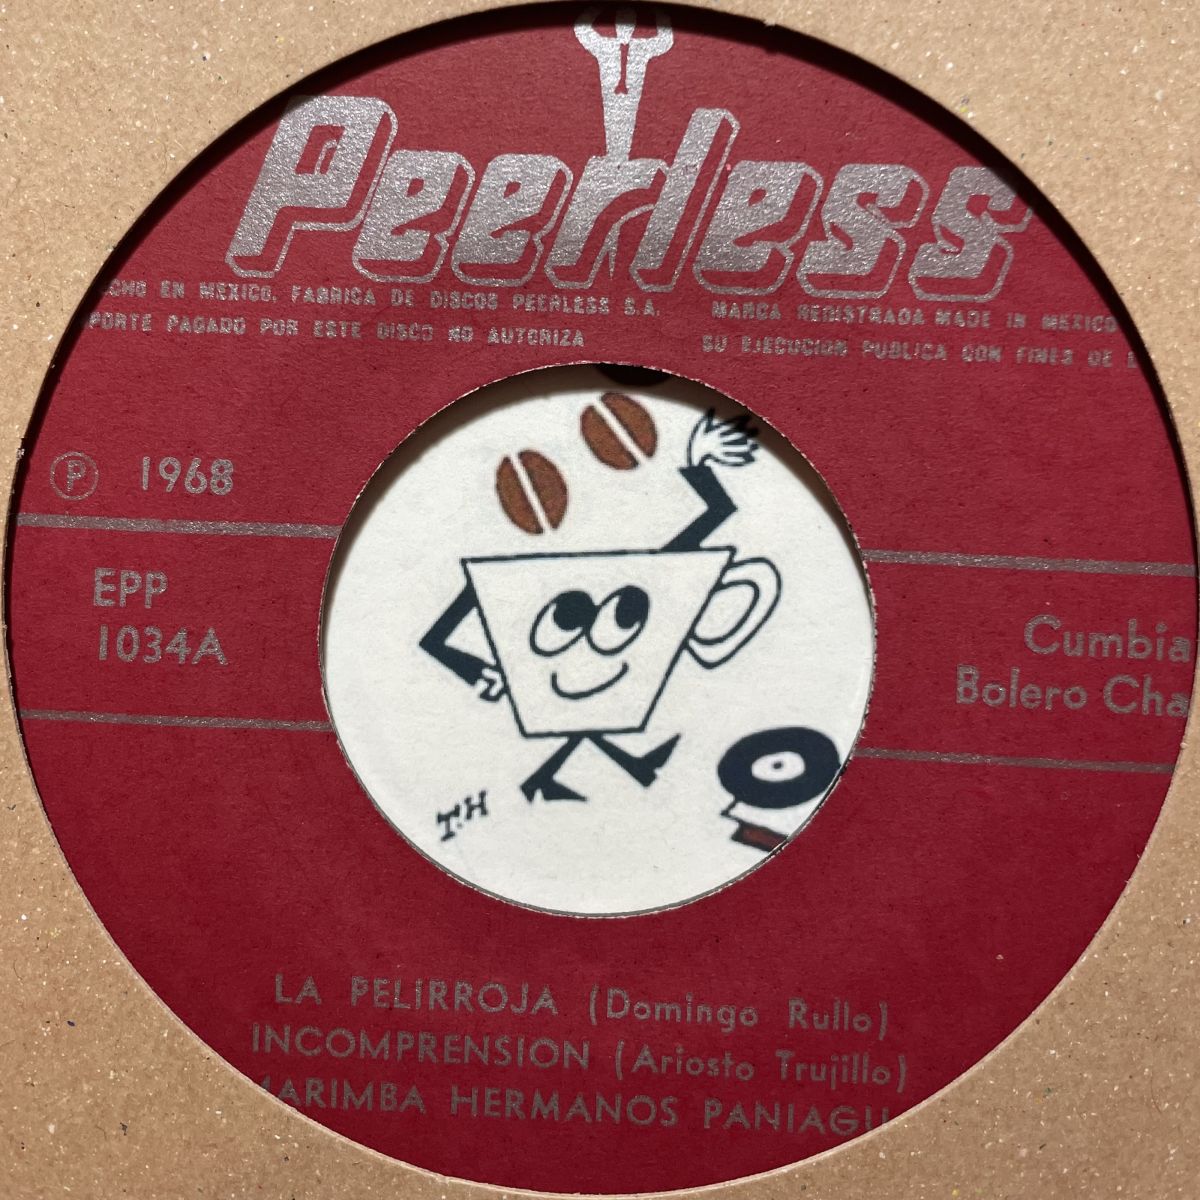 Peerless
CHO EN MEXICO. FABRICA DE DISCOS PEERLESS S.A. MARCA REGISTRADA MADE IN MEXICO
PORTE PAGADO POR ESTE DISCO NO AUTORIZA SU EJECUCION PUBLICA CON FINES DE L
Ⓟ 1968
EPP
1034A
Cumbia
Bolero Cha
T.H
LA PELIRROJA (Domingo Rullo)
INCOMPRENSION (Ariosto Trujillo)
MARIMBA HERMANOS PANIAGU